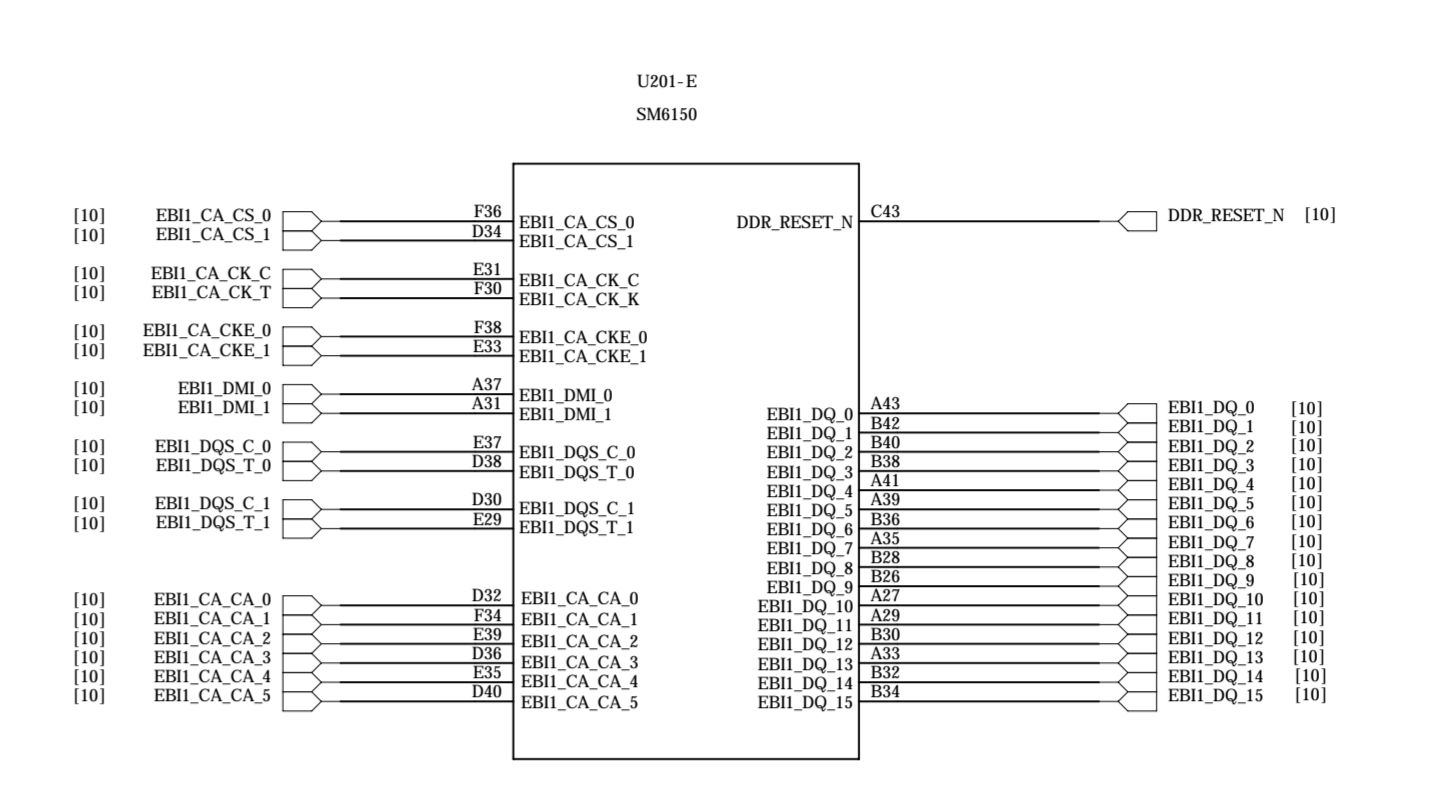 U201-E
SM6150
[10] EBI1_CA_CS_0 F36 EBI1_CA_CS_0 DDR_RESET_N C43 DDR_RESET_N [10]
[10] EBI1_CA_CS_1 D34 EBI1_CA_CS_1
[10] EBI1_CA_CK_C E31 EBI1_CA_CK_C
[10] EBI1_CA_CK_T F30 EBI1_CA_CK_K
[10] EBI1_CA_CKE_0 F38 EBI1_CA_CKE_0
[10] EBI1_CA_CKE_1 E33 EBI1_CA_CKE_1
[10] EBI1_DMI_0 A37 EBI1_DMI_0
[10] EBI1_DMI_1 A31 EBI1_DMI_1 EBI1_DQ_0 A43 EBI1_DQ_0 [10]
EBI1_DQ_1 B42 EBI1_DQ_1 [10]
[10] EBI1_DQS_C_0 E37 EBI1_DQS_C_0 EBI1_DQ_2 B40 EBI1_DQ_2 [10]
[10] EBI1_DQS_T_0 D38 EBI1_DQS_T_0 EBI1_DQ_3 B38 EBI1_DQ_3 [10]
EBI1_DQ_4 A41 EBI1_DQ_4 [10]
[10] EBI1_DQS_C_1 D30 EBI1_DQS_C_1 EBI1_DQ_5 A39 EBI1_DQ_5 [10]
[10] EBI1_DQS_T_1 E29 EBI1_DQS_T_1 EBI1_DQ_6 B36 EBI1_DQ_6 [10]
EBI1_DQ_7 A35 EBI1_DQ_7 [10]
EBI1_DQ_8 B28 EBI1_DQ_8 [10]
EBI1_DQ_9 B26 EBI1_DQ_9 [10]
[10] EBI1_CA_CA_0 D32 EBI1_CA_CA_0 EBI1_DQ_10 A27 EBI1_DQ_10 [10]
[10] EBI1_CA_CA_1 F34 EBI1_CA_CA_1 EBI1_DQ_11 A29 EBI1_DQ_11 [10]
[10] EBI1_CA_CA_2 E39 EBI1_CA_CA_2 EBI1_DQ_12 B30 EBI1_DQ_12 [10]
[10] EBI1_CA_CA_3 D36 EBI1_CA_CA_3 EBI1_DQ_13 A33 EBI1_DQ_13 [10]
[10] EBI1_CA_CA_4 E35 EBI1_CA_CA_4 EBI1_DQ_14 B32 EBI1_DQ_14 [10]
[10] EBI1_CA_CA_5 D40 EBI1_CA_CA_5 EBI1_DQ_15 B34 EBI1_DQ_15 [10]